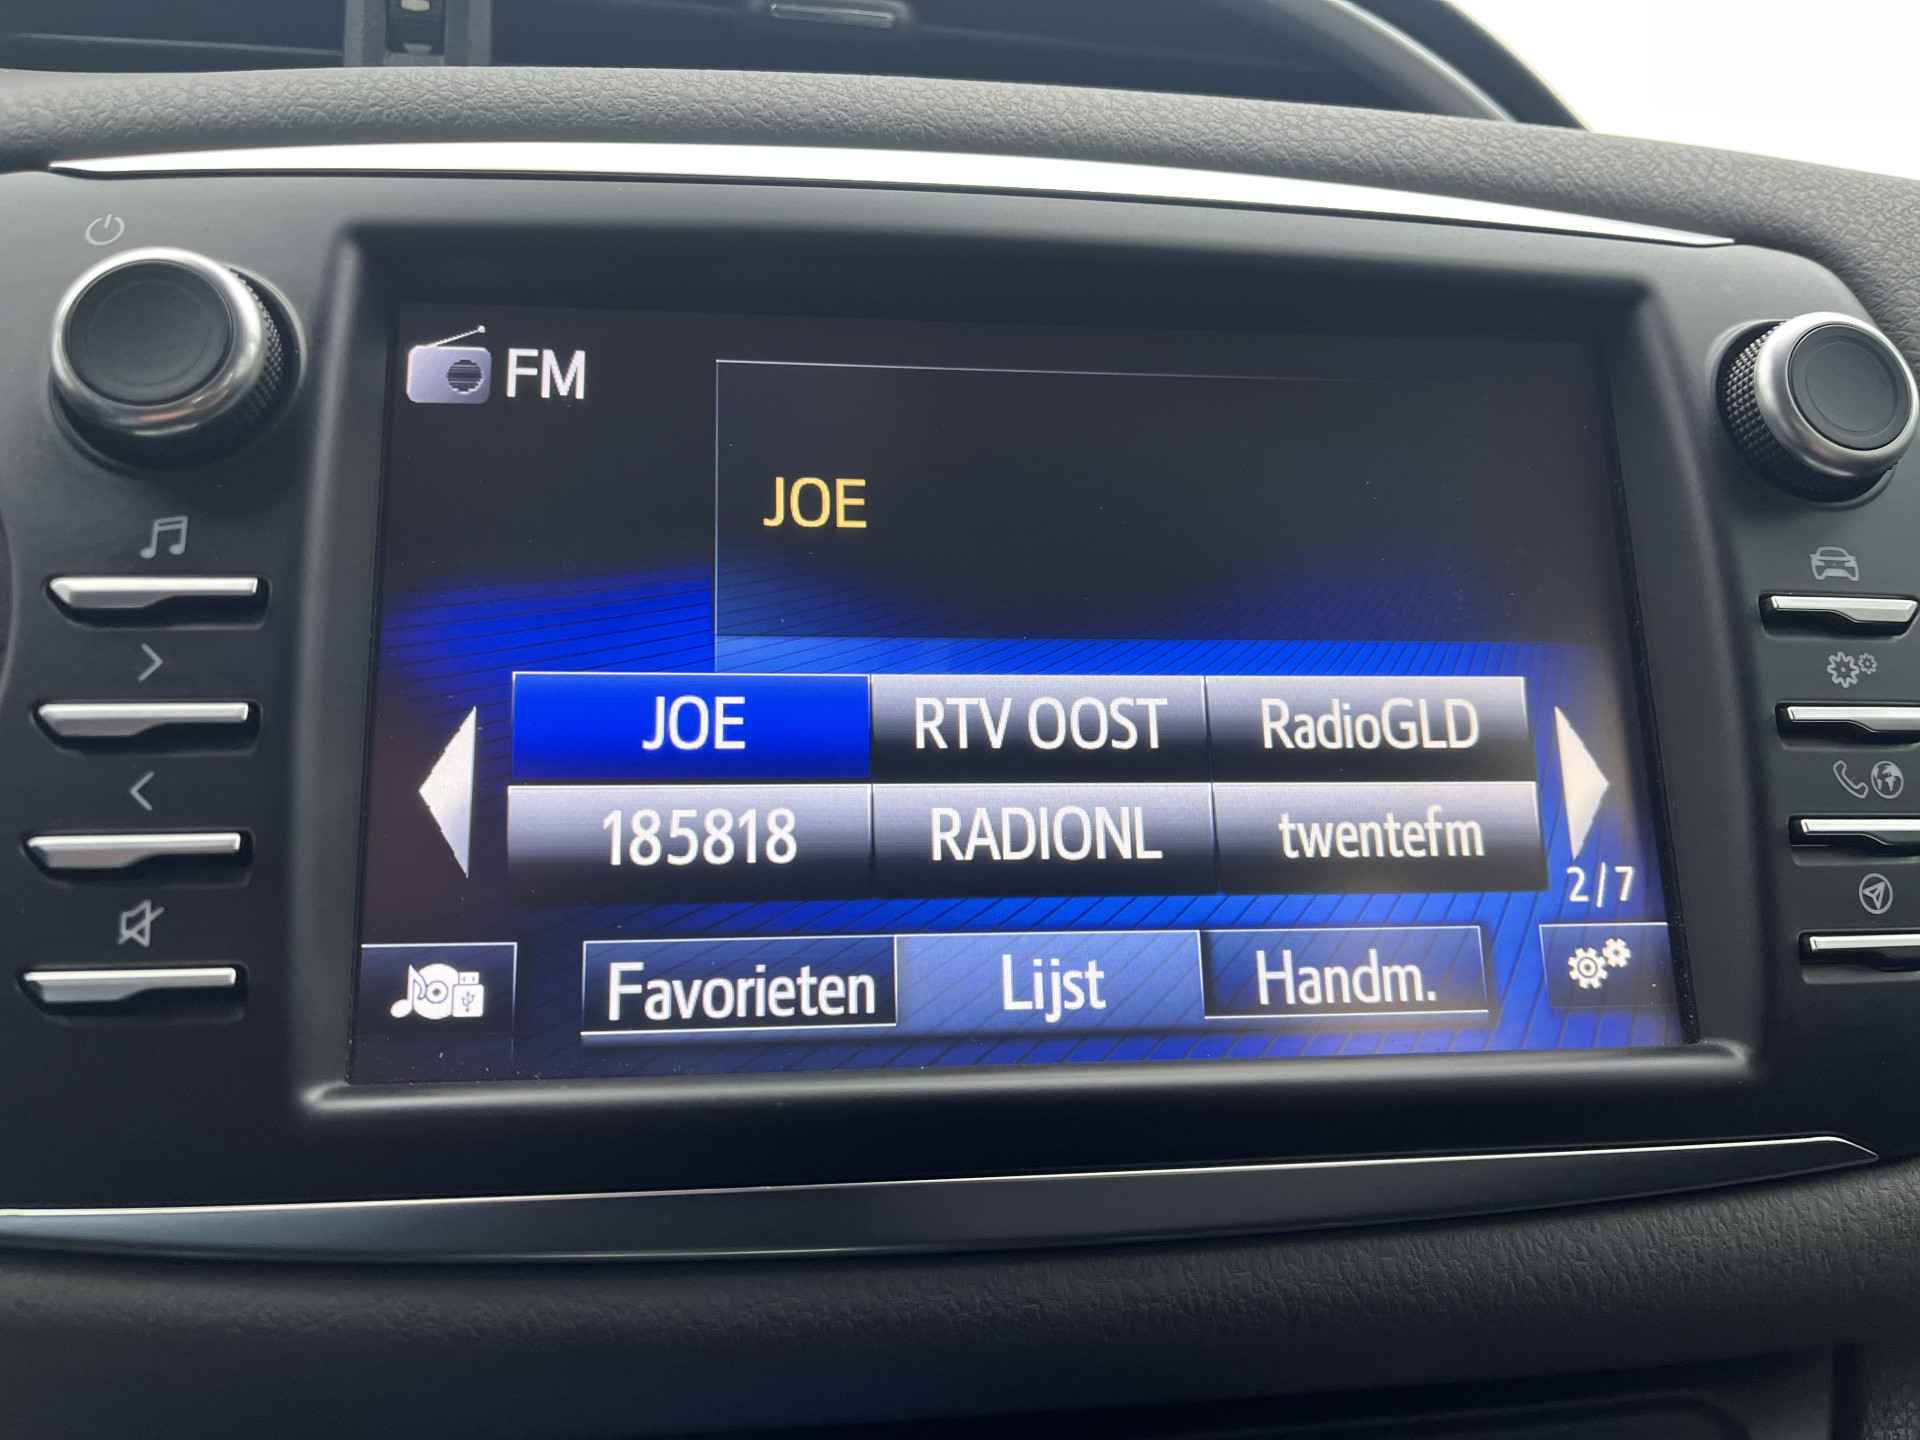 FM
JOE
JOE RTV OOST RadioGLD
185818 RADIONL twentefm
2/7
Favorieten Lijst Handm.